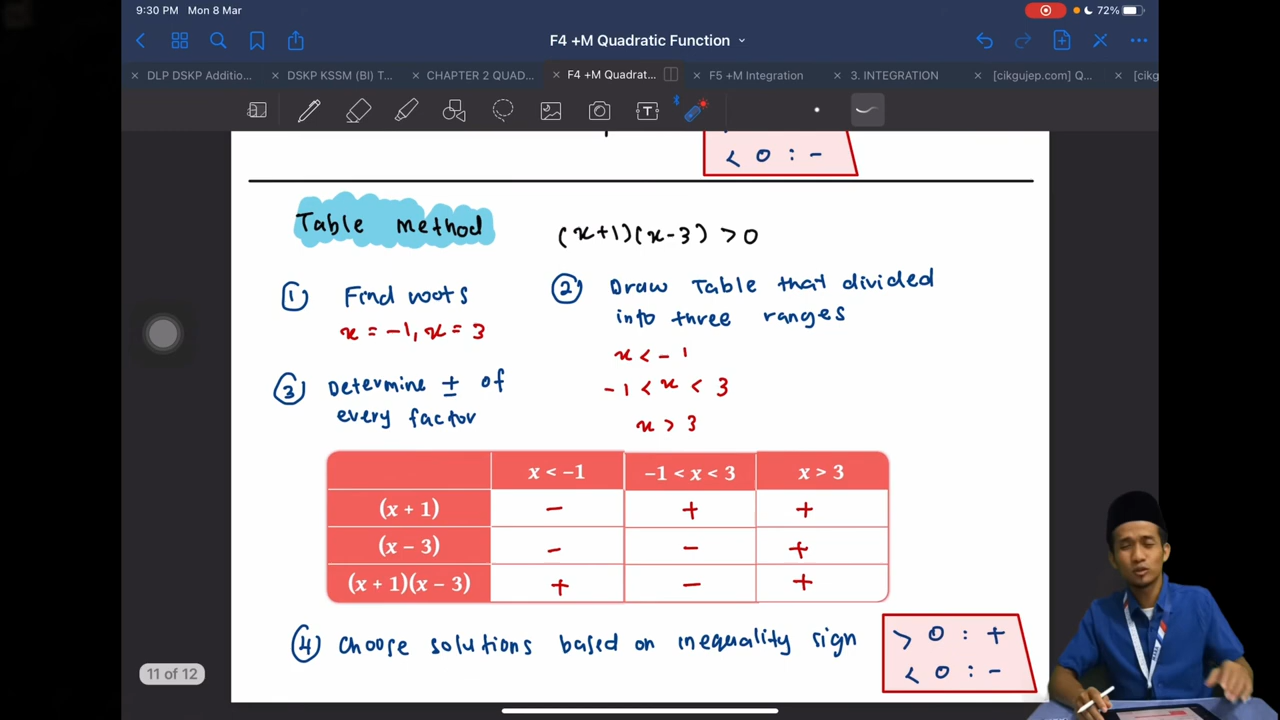 9:30 PM Mon 8 Mar
72%
F4 +M Quadratic Function
DLP DSKP Additio...
DSKP KSSM (BI) T...
CHAPTER 2 QUAD...
F4 +M Quadrat...
F5 +M Integration
3. INTEGRATION
[cikgujep.com] Q...
[cikg
< 0 : -
Table method
(x+1)(x-3) > 0
① Find roots
x = -1, x = 3
② Draw Table that divided
into three ranges
x < -1
-1 < x < 3
x > 3
③ Determine ± of
every factor
x < −1 −1 < x < 3 x > 3
(x + 1) − + +
(x − 3) − − +
(x + 1)(x − 3) + − +
④ Choose solutions based on inequality sign
> 0 : +
< 0 : -
11 of 12